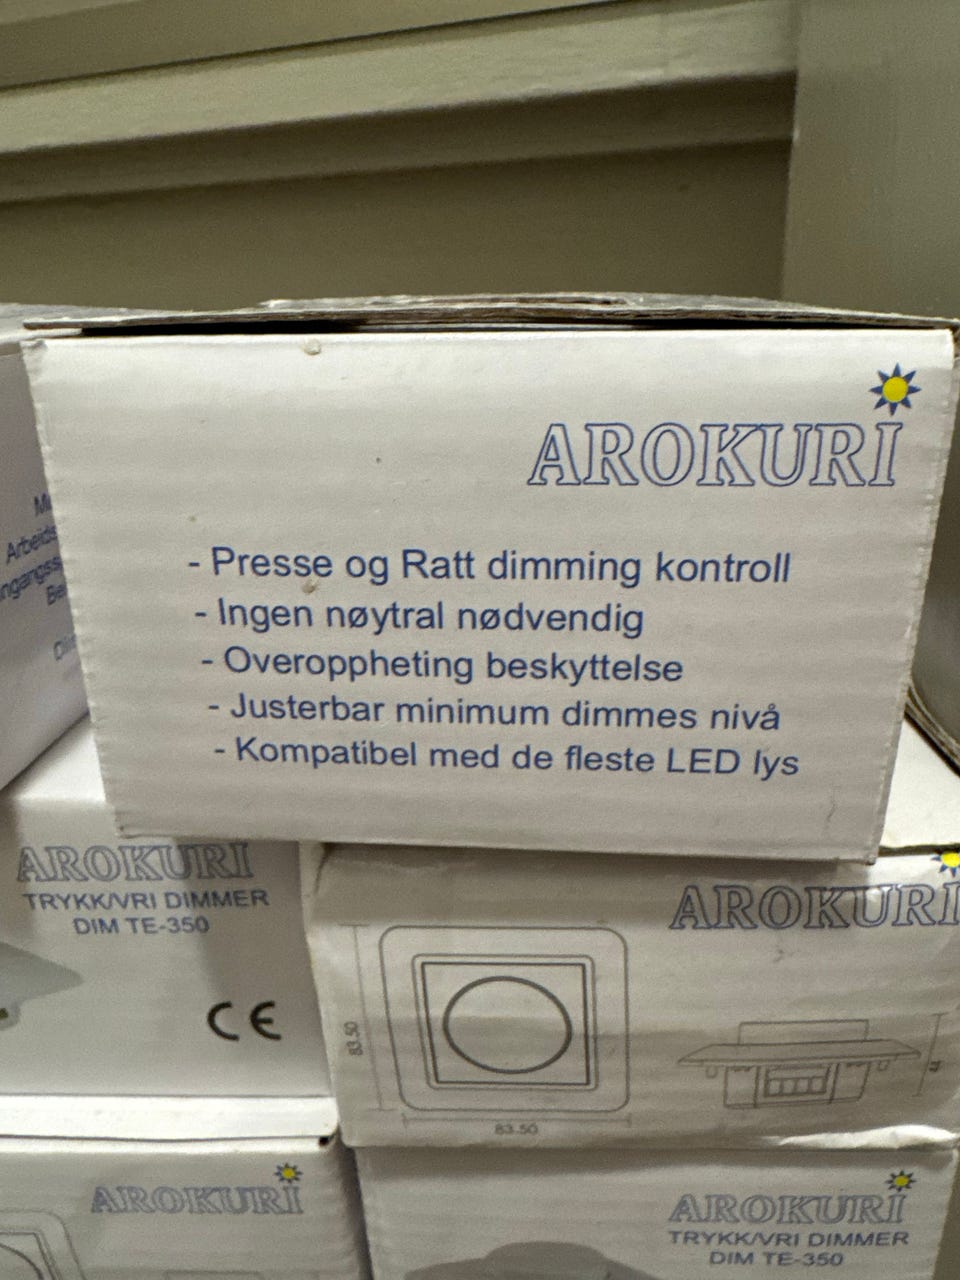 AROKURI
- Presse og Ratt dimming kontroll
- Ingen nøytral nødvendig
- Overoppheting beskyttelse
- Justerbar minimum dimmes nivå
- Kompatibel med de fleste LED lys
AROKURI
TRYKK/VRI DIMMER
DIM TE-350
CE
AROKURI
83.50
83.50
AROKURI
AROKURI
TRYKK/VRI DIMMER
DIM TE-350